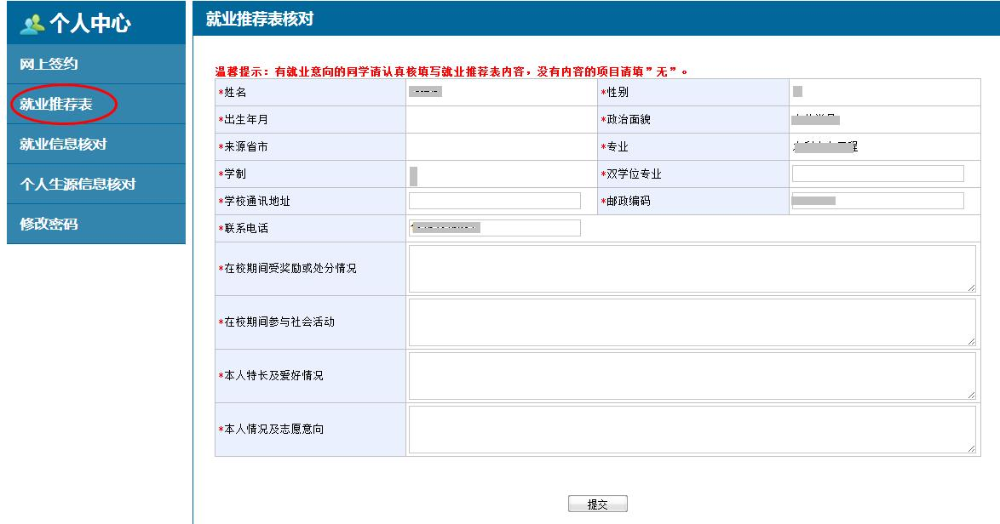 个人中心
网上签约
就业推荐表
就业信息核对
个人生源信息核对
修改密码
就业推荐表核对
温馨提示：有就业意向的同学请认真核填写就业推荐表内容，没有内容的项目请填”无”。
*姓名 *性别
*出生年月 *政治面貌
*来源省市 *专业
*学制 *双学位专业
*学校通讯地址 *邮政编码
*联系电话
*在校期间受奖励或处分情况
*在校期间参与社会活动
*本人特长及爱好情况
*本人情况及志愿意向
提交